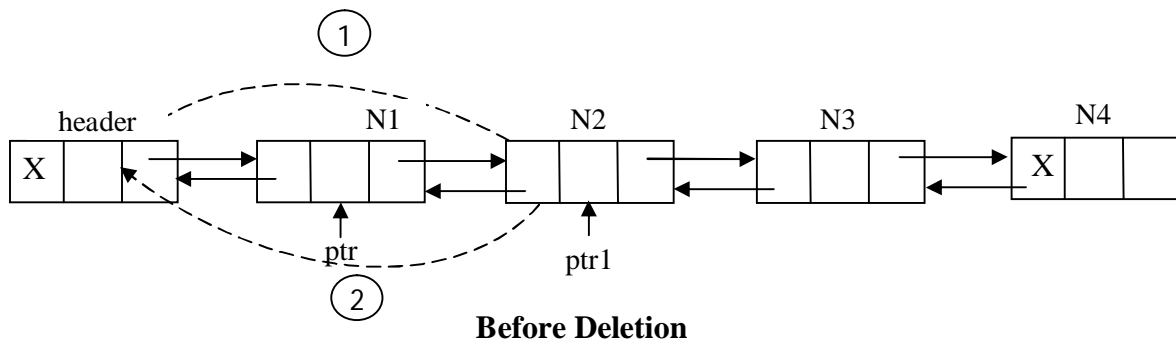 1
header N1 N2 N3 N4
X X
ptr ptr1
2
Before Deletion